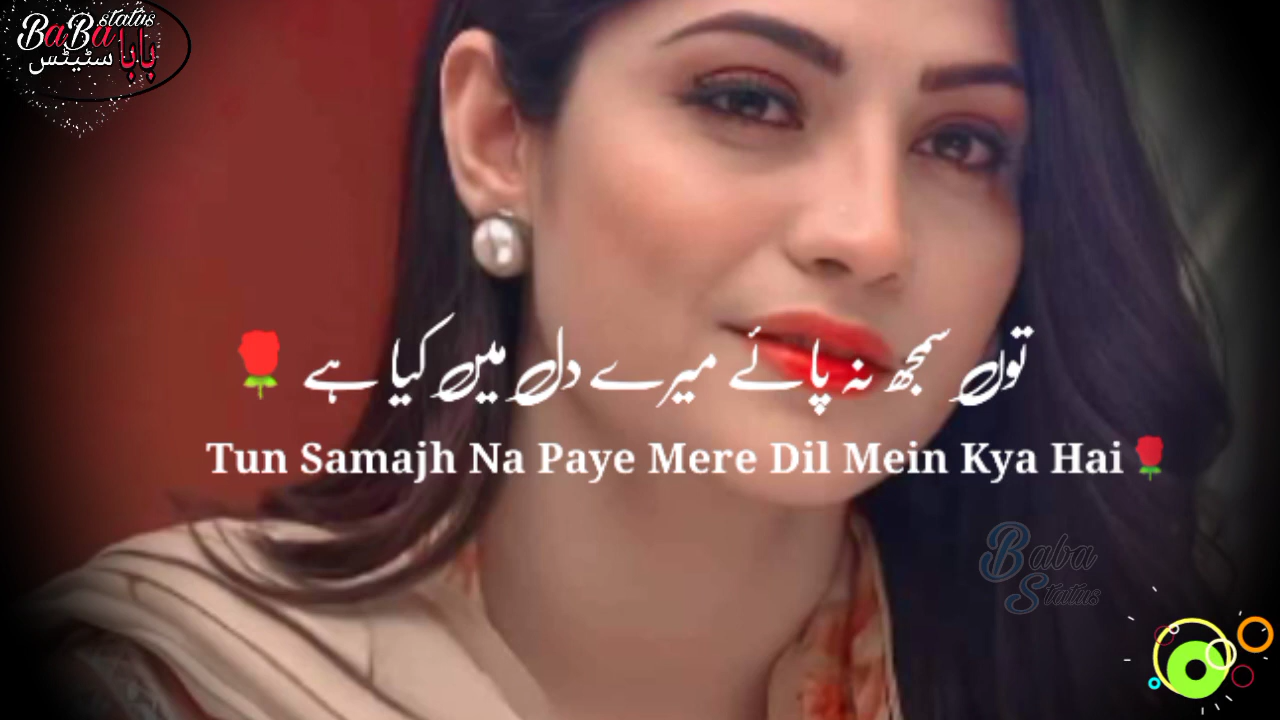 BaBa status
بابا سٹیٹس
توں سمجھ نہ پائے میرے دل میں کیا ہے 🌹
Tun Samajh Na Paye Mere Dil Mein Kya Hai 🌹
Baba
Status